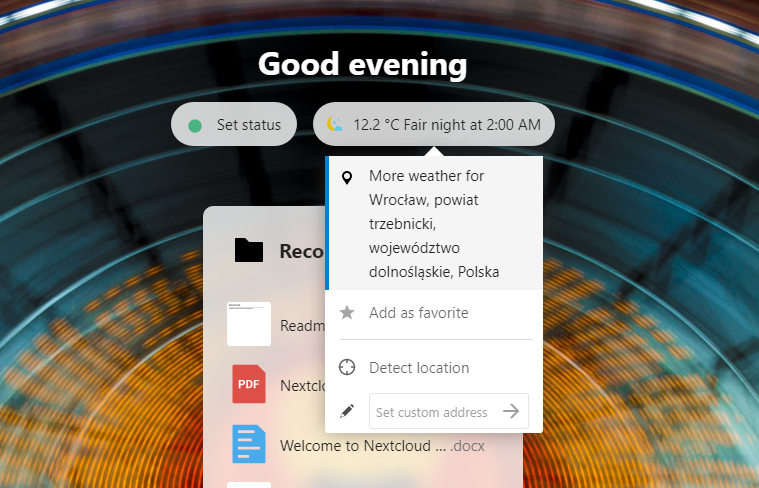 Good evening
Set status
12.2 °C Fair night at 2:00 AM
More weather for
Wrocław, powiat
trzebnicki,
województwo
dolnośląskie, Polska
Add as favorite
Detect location
Set custom address
Reco
Readm
PDF
Nextclo
Welcome to Nextcloud ... .docx